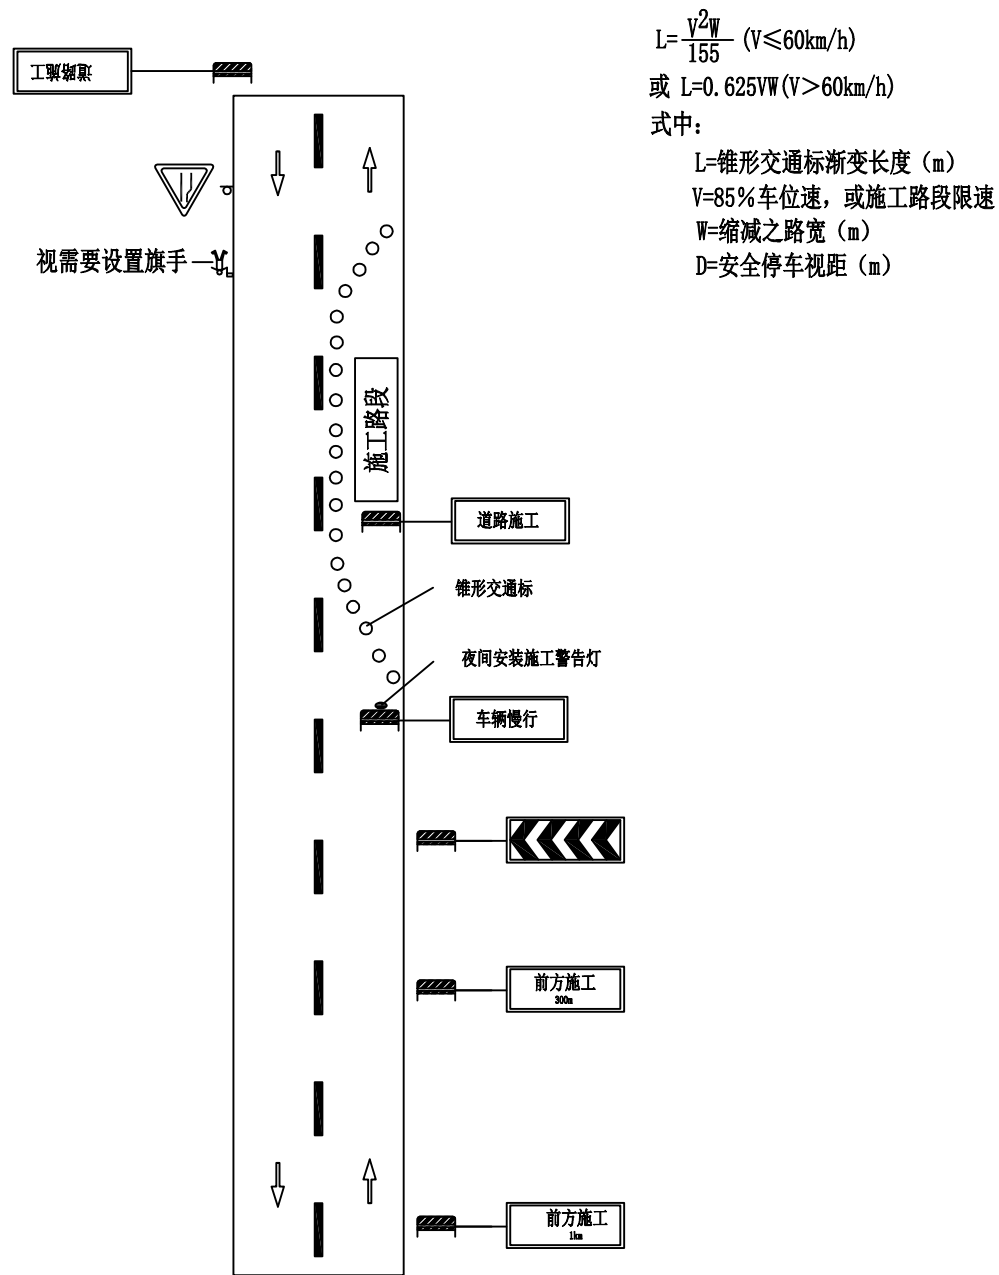 L=V²W/155 (V≤60km/h)
或 L=0.625VW(V>60km/h)
式中:
L=锥形交通标渐变长度（m）
V=85%车位速，或施工路段限速
W=缩减之路宽（m）
D=安全停车视距（m）
道路施工
视需要设置旗手
施工路段
道路施工
锥形交通标
夜间安装施工警告灯
车辆慢行
前方施工
300m
前方施工
1km